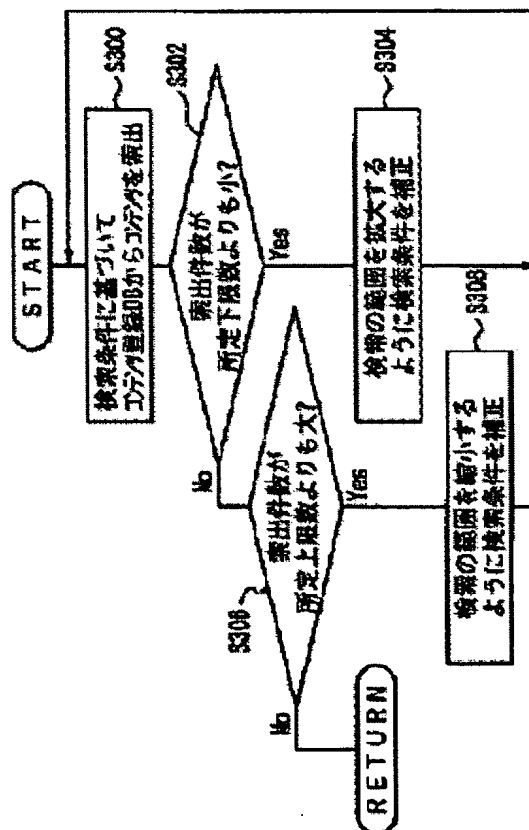 START
S300
検索条件に基づいて
コンテンツ登録DBからコンテンツを索出
S302
索出件数が
所定下限数よりも小?
Yes
No
S304
検索の範囲を拡大する
ように検索条件を補正
S306
索出件数が
所定上限数よりも大?
Yes
No
S308
検索の範囲を縮小する
ように検索条件を補正
RETURN